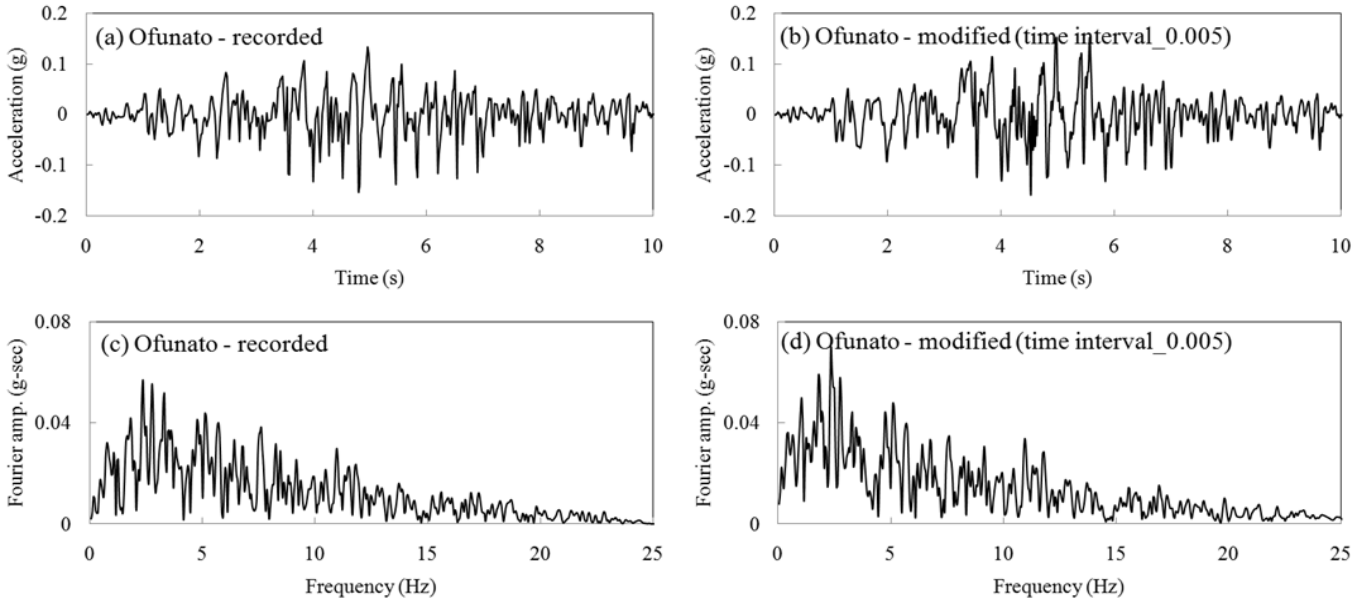 (a) Ofunato - recorded
Acceleration (g)
0.2
0.1
0
-0.1
-0.2
0 2 4 6 8 10
Time (s)
(b) Ofunato - modified (time interval_0.005)
Acceleration (g)
0.2
0.1
0
-0.1
-0.2
0 2 4 6 8 10
Time (s)
(c) Ofunato - recorded
Fourier amp. (g-sec)
0.08
0.04
0
0 5 10 15 20 25
Frequency (Hz)
(d) Ofunato - modified (time interval_0.005)
Fourier amp. (g-sec)
0.08
0.04
0
0 5 10 15 20 25
Frequency (Hz)